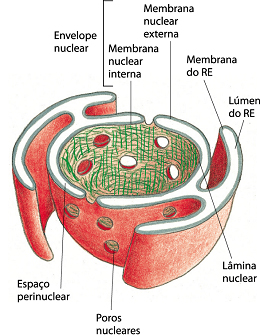 Envelope
nuclear
Membrana
nuclear
externa
Membrana
nuclear
interna
Membrana
do RE
Lúmen
do RE
Lâmina
nuclear
Espaço
perinuclear
Poros
nucleares